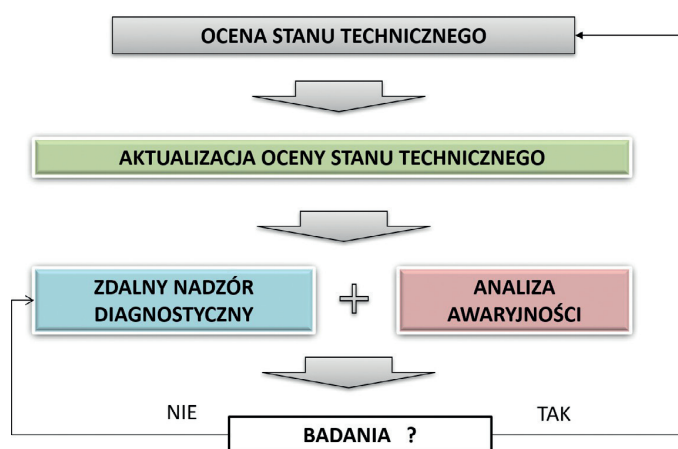 OCENA STANU TECHNICZNEGO
AKTUALIZACJA OCENY STANU TECHNICZNEGO
ZDALNY NADZÓR
DIAGNOSTYCZNY
+
ANALIZA
AWARYJNOŚCI
NIE
TAK
BADANIA ?